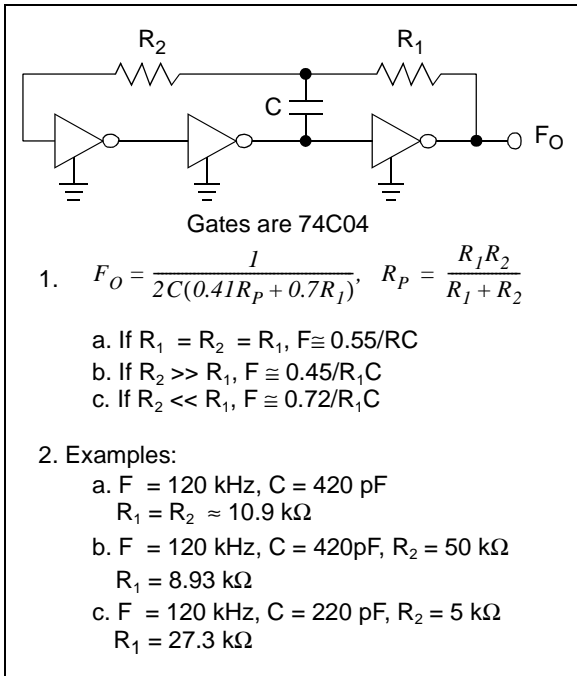 R2
R1
C
FO
Gates are 74C04
1. FO = 1 / 2C(0.41RP + 0.7R1), RP = R1R2 / R1 + R2
a. If R1 = R2 = R1, F≅ 0.55/RC
b. If R2 >> R1, F ≅ 0.45/R1C
c. If R2 << R1, F ≅ 0.72/R1C
2. Examples:
a. F = 120 kHz, C = 420 pF
R1 = R2 ≈ 10.9 kΩ
b. F = 120 kHz, C = 420pF, R2 = 50 kΩ
R1 = 8.93 kΩ
c. F = 120 kHz, C = 220 pF, R2 = 5 kΩ
R1 = 27.3 kΩ